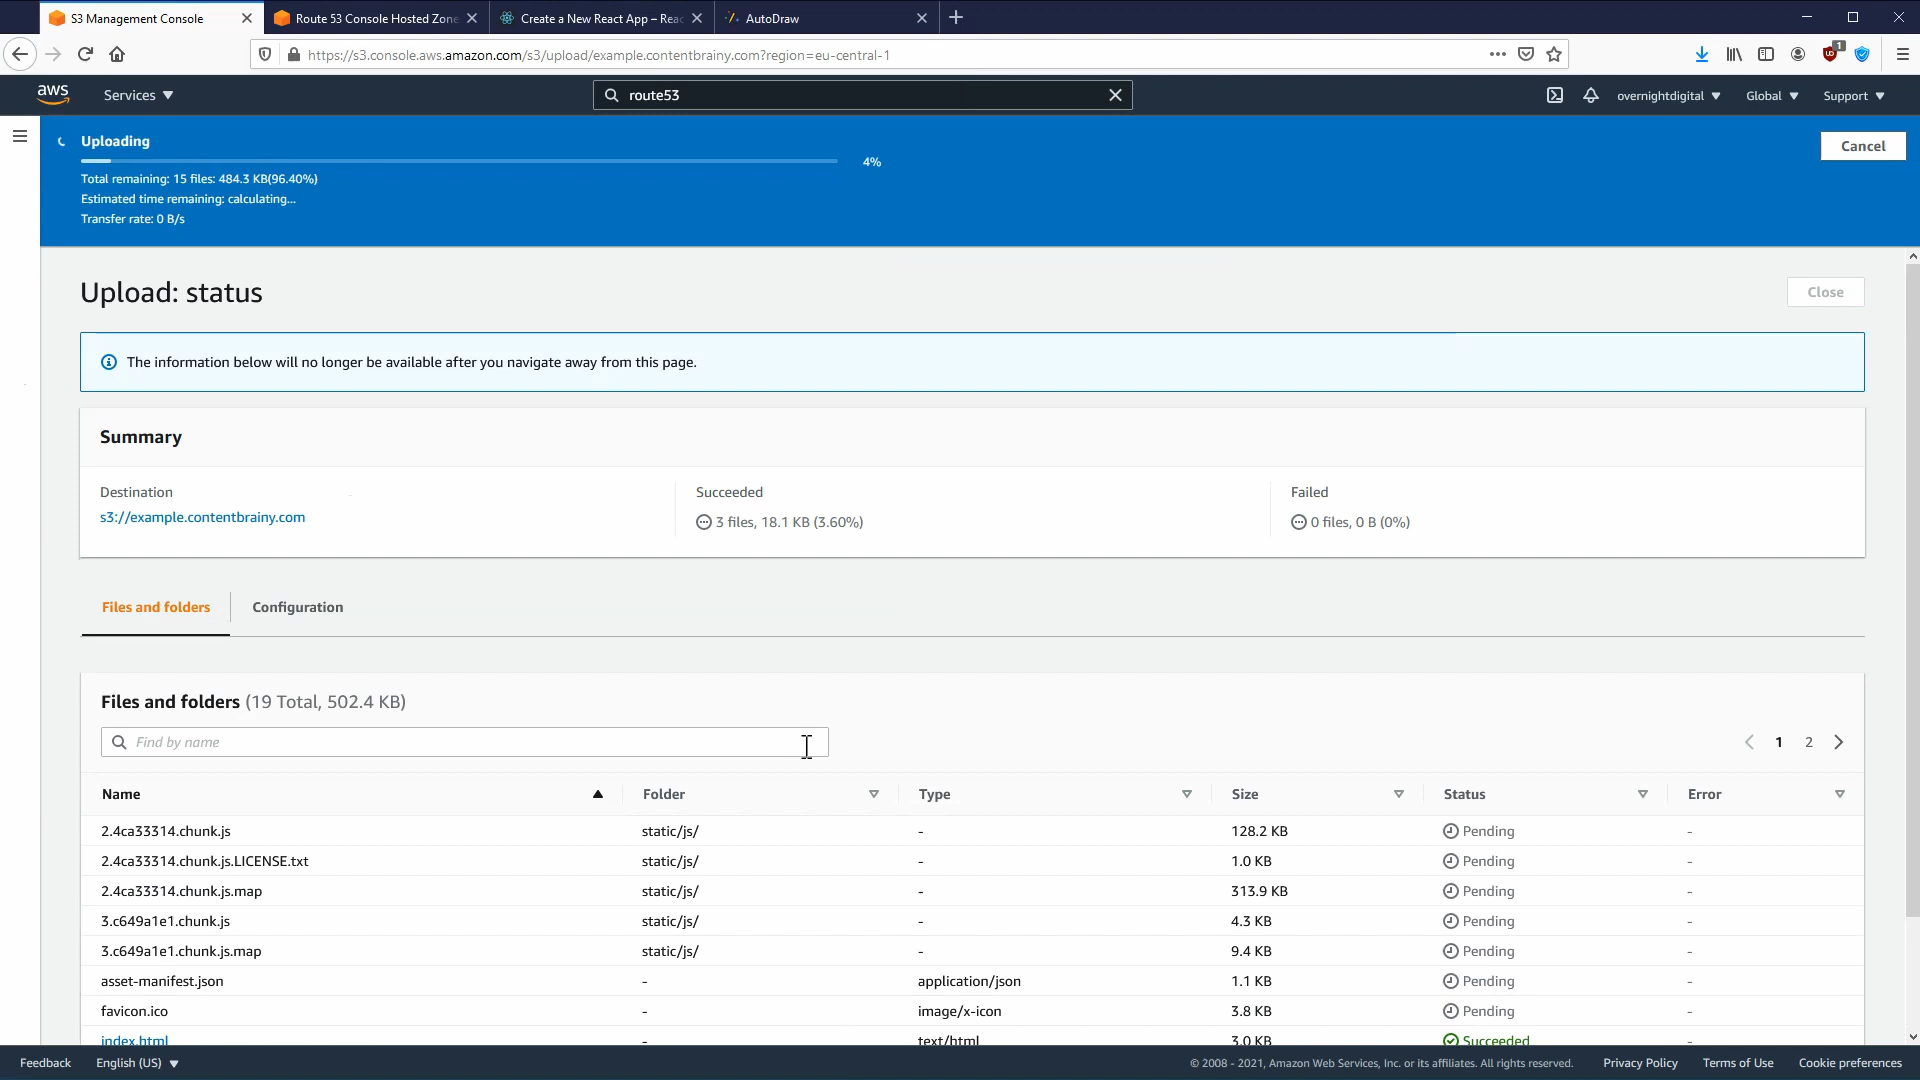 S3 Management Console
Route 53 Console Hosted Zone
Create a New React App – Reac
AutoDraw
https://s3.console.aws.amazon.com/s3/upload/example.contentbrainy.com?region=eu-central-1
1
aws
Services
route53
overnightdigital
Global
Support
Uploading
4%
Cancel
Total remaining: 15 files: 484.3 KB(96.40%)
Estimated time remaining: calculating...
Transfer rate: 0 B/s
Upload: status
Close
The information below will no longer be available after you navigate away from this page.
Summary
Destination
s3://example.contentbrainy.com
Succeeded
3 files, 18.1 KB (3.60%)
Failed
0 files, 0 B (0%)
Files and folders
Configuration
Files and folders (19 Total, 502.4 KB)
Find by name
1 2
Name Folder Type Size Status Error
2.4ca33314.chunk.js static/js/ - 128.2 KB Pending -
2.4ca33314.chunk.js.LICENSE.txt static/js/ - 1.0 KB Pending -
2.4ca33314.chunk.js.map static/js/ - 313.9 KB Pending -
3.c649a1e1.chunk.js static/js/ - 4.3 KB Pending -
3.c649a1e1.chunk.js.map static/js/ - 9.4 KB Pending -
asset-manifest.json - application/json 1.1 KB Pending -
favicon.ico - image/x-icon 3.8 KB Pending -
index.html - text/html 3.0 KB Succeeded
Feedback
English (US)
© 2008 - 2021, Amazon Web Services, Inc. or its affiliates. All rights reserved.
Privacy Policy
Terms of Use
Cookie preferences